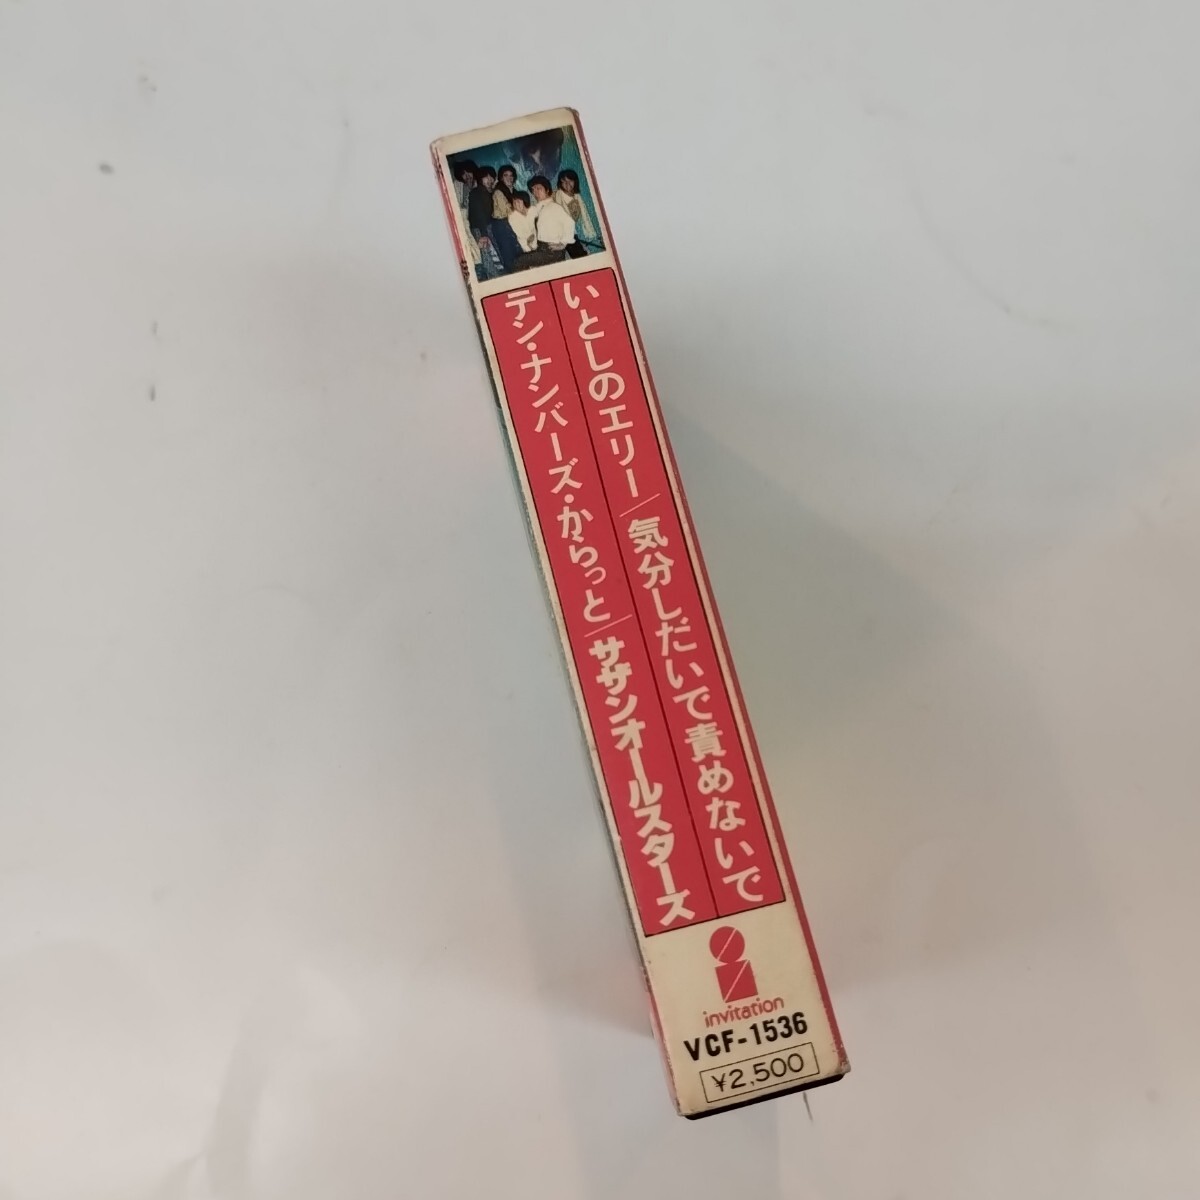 いとしのエリー/気分しだいで責めないで
テン・ナンバーズ・からっと/サザンオールスターズ
invitation
VCF-1536
¥2,500